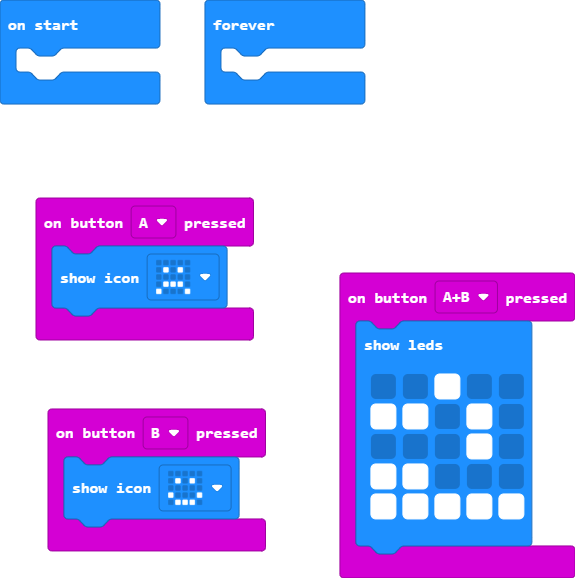 on start
forever
on button A pressed
show icon
on button A+B pressed
show leds
on button B pressed
show icon